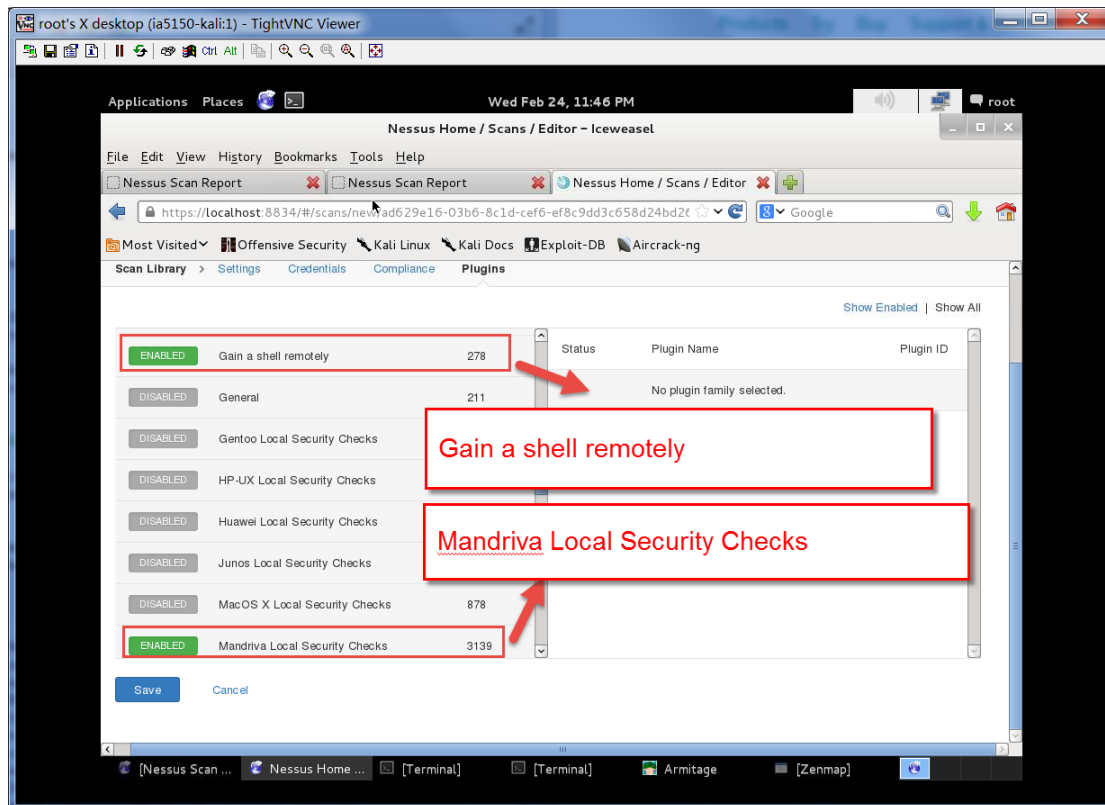 root's X desktop (ia5150-kali:1) - TightVNC Viewer
Ctrl Alt
Applications Places Wed Feb 24, 11:46 PM root
Nessus Home / Scans / Editor - Iceweasel
File Edit View History Bookmarks Tools Help
Nessus Scan Report Nessus Scan Report Nessus Home / Scans / Editor
https://localhost:8834/#/scans/new/ad629e16-03b6-8c1d-cef6-ef8c9dd3c658d24bd26 Google
Most Visited Offensive Security Kali Linux Kali Docs Exploit-DB Aircrack-ng
Scan Library > Settings Credentials Compliance Plugins
Show Enabled | Show All
Status Plugin Name Plugin ID
ENABLED Gain a shell remotely 278
No plugin family selected.
DISABLED General 211
DISABLED Gentoo Local Security Checks
Gain a shell remotely
DISABLED HP-UX Local Security Checks
DISABLED Huawei Local Security Checks
Mandriva Local Security Checks
DISABLED Junos Local Security Checks
DISABLED MacOS X Local Security Checks 878
ENABLED Mandriva Local Security Checks 3139
Save Cancel
[Nessus Scan ... Nessus Home ... [Terminal] [Terminal] Armitage [Zenmap]